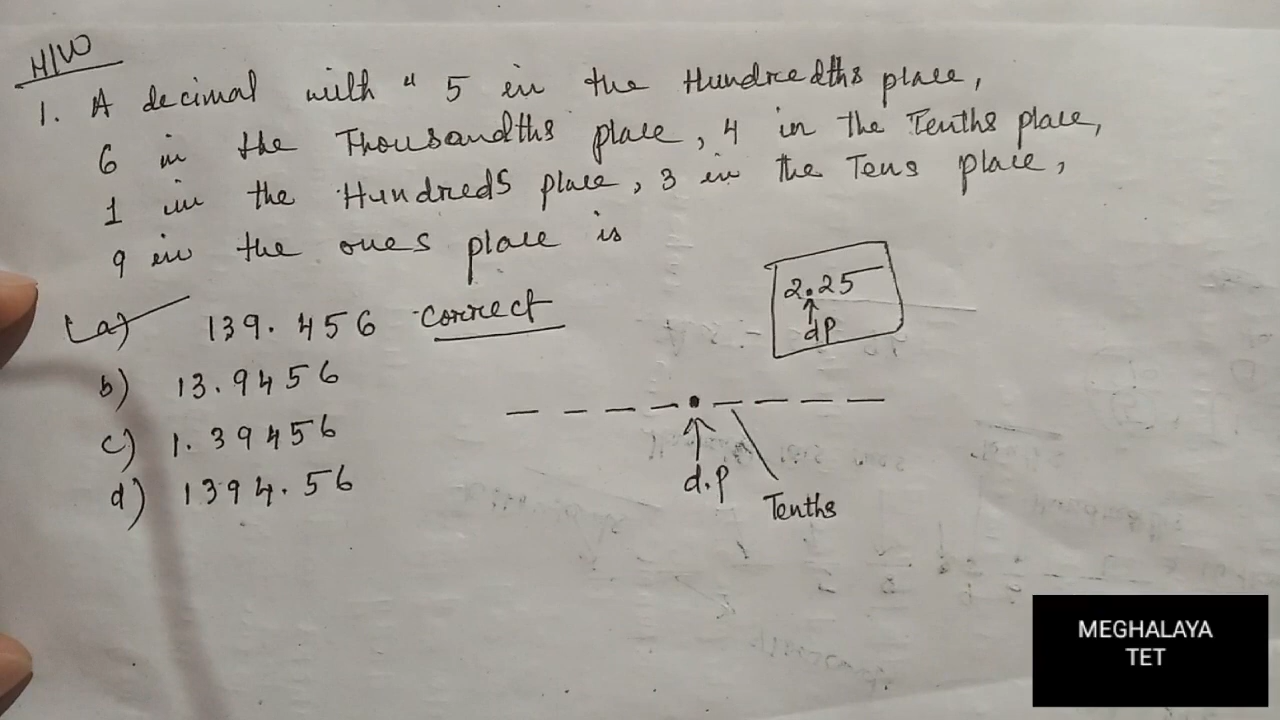 H/W
1. A decimal with " 5 in the Hundredths place,
6 in the Thousandths place, 4 in the Tenths place,
1 in the Hundreds place, 3 in the Tens place,
9 in the ones place is
(a) 139.456 correct
b) 13.9456
c) 1.39456
d) 1394.56
2.25
dp
d.p
Tenths
MEGHALAYA
TET